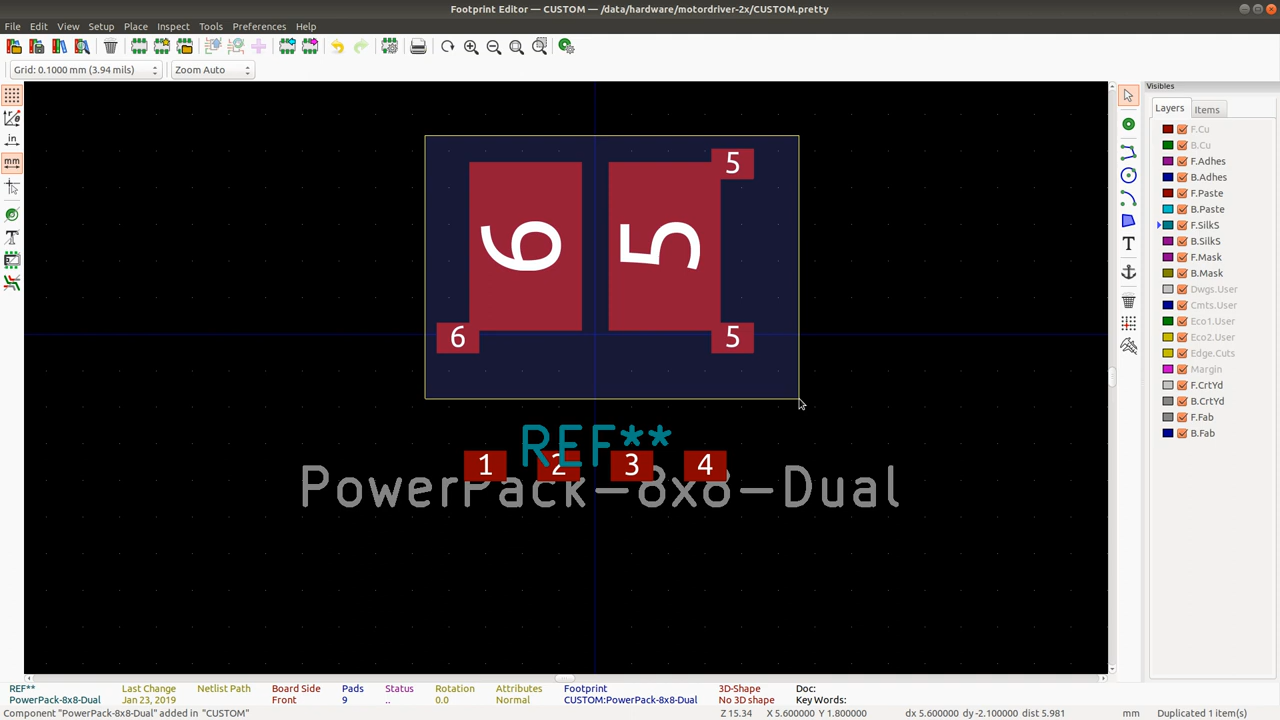 Footprint Editor — CUSTOM — /data/hardware/motordriver-2x/CUSTOM.pretty
File Edit View Setup Place Inspect Tools Preferences Help
Grid: 0.1000 mm (3.94 mils) Zoom Auto
in
mm
Visibles
Layers Items
F.Cu
B.Cu
F.Adhes
B.Adhes
F.Paste
B.Paste
F.SilkS
B.SilkS
F.Mask
B.Mask
Dwgs.User
Cmts.User
Eco1.User
Eco2.User
Edge.Cuts
Margin
F.CrtYd
B.CrtYd
F.Fab
B.Fab
5
6 5
6 5
REF**
1 2 3 4
PowerPack-8x8-Dual
REF** Last Change Netlist Path Board Side Pads Status Rotation Attributes Footprint 3D-Shape Doc:
PowerPack-8x8-Dual Jan 23, 2019 Front 9 .. 0.0 Normal CUSTOM:PowerPack-8x8-Dual No 3D shape Key Words:
Component "PowerPack-8x8-Dual" added in "CUSTOM" Z 15.34 X 5.600000 Y 1.800000 dx 5.600000 dy -2.100000 dist 5.981 mm Duplicated 1 item(s)